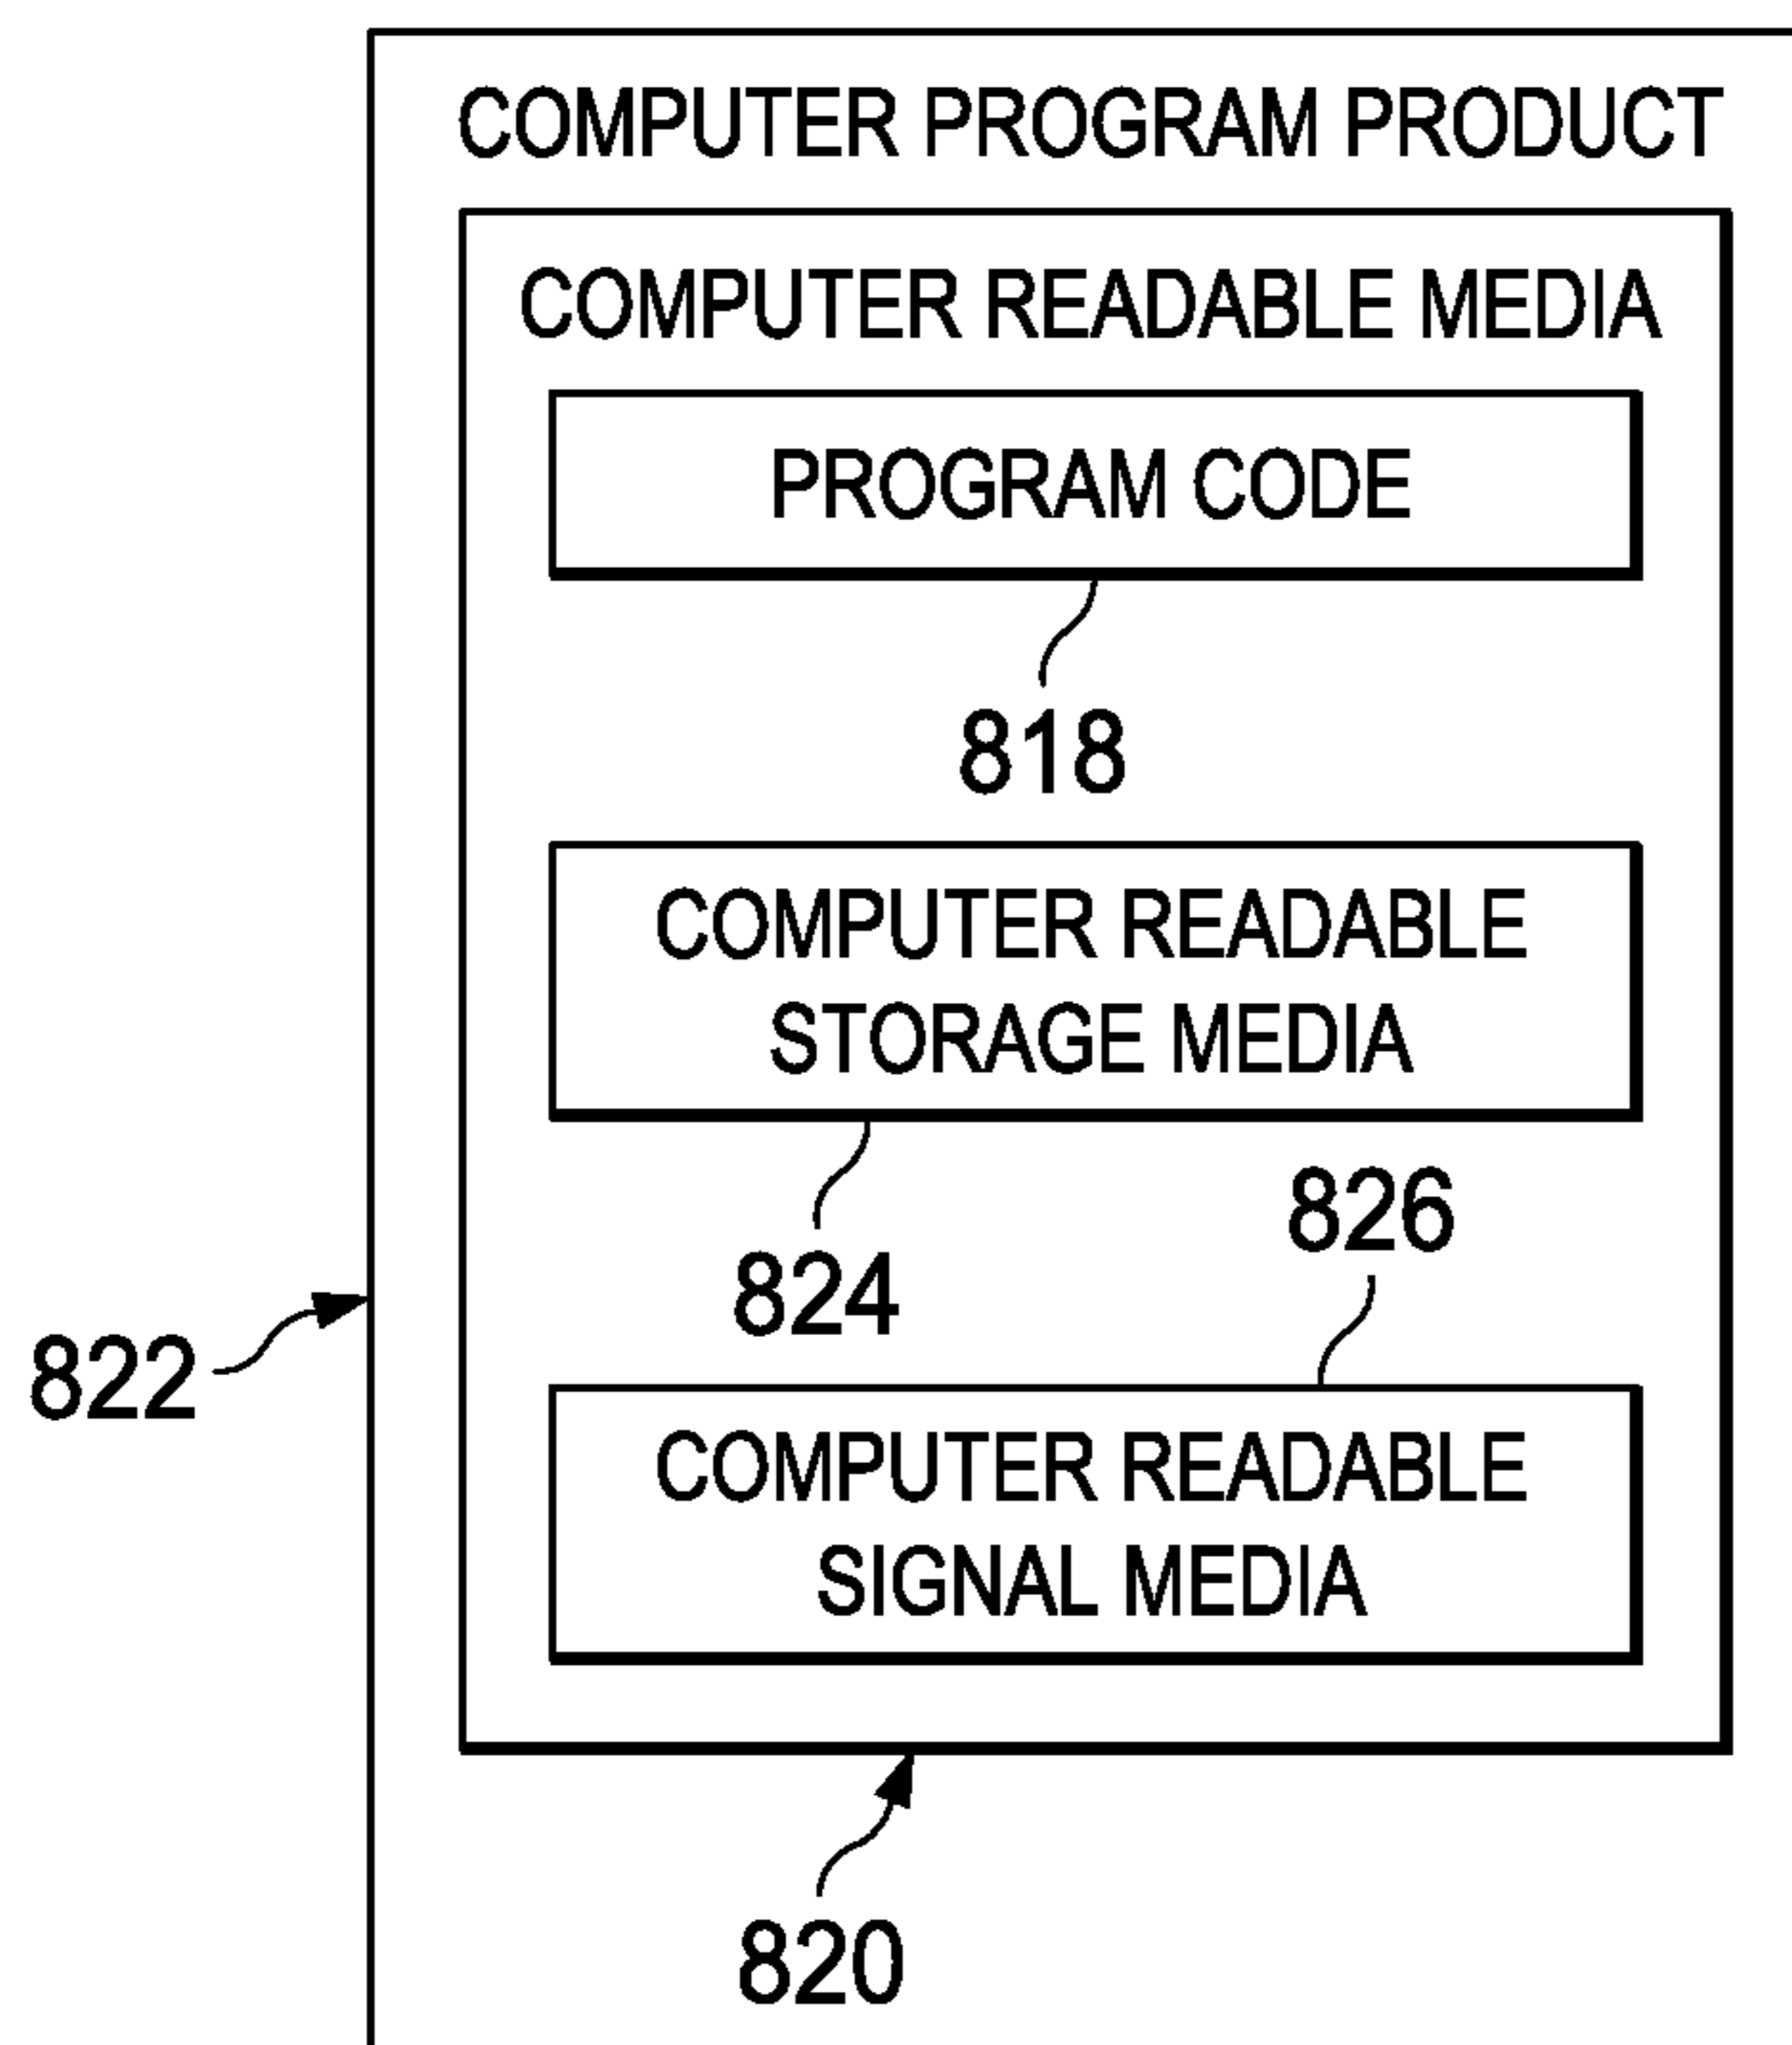 COMPUTER PROGRAM PRODUCT
COMPUTER READABLE MEDIA
PROGRAM CODE
818
COMPUTER READABLE
STORAGE MEDIA
824
826
822
COMPUTER READABLE
SIGNAL MEDIA
820